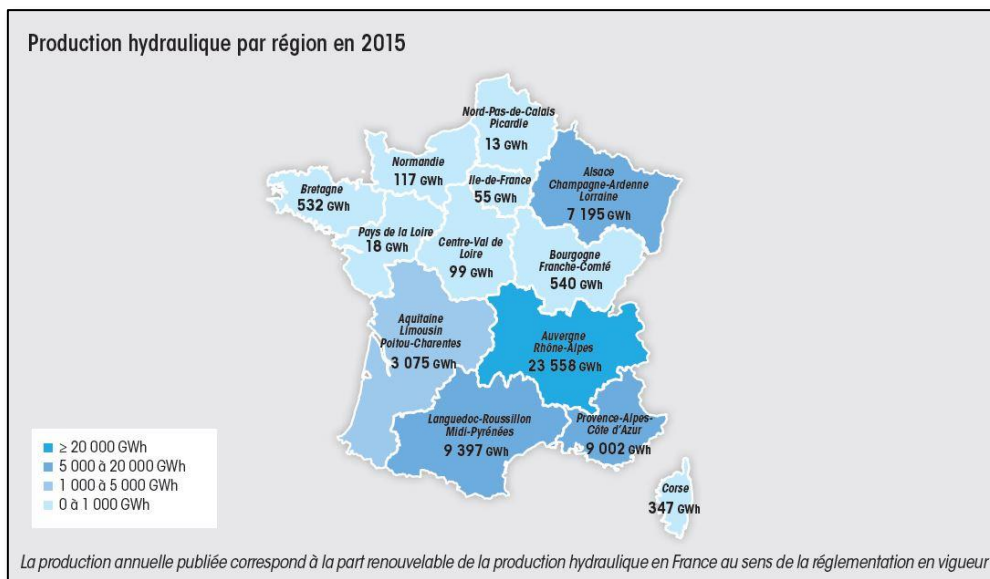 Production hydraulique par région en 2015
Nord-Pas-de-Calais
Picardie
13 GWh
Normandie
117 GWh
Ile-de-France
55 GWh
Alsace
Champagne-Ardenne
Lorraine
7 195 GWh
Bretagne
532 GWh
Pays de la Loire
18 GWh
Centre-Val de
Loire
99 GWh
Bourgogne
Franche-Comté
540 GWh
Aquitaine
Limousin
Poitou-Charentes
3 075 GWh
Auvergne
Rhône-Alpes
23 558 GWh
Languedoc-Roussillon
Midi-Pyrénées
9 397 GWh
Provence-Alpes-
Côte d'Azur
9 002 GWh
Corse
347 GWh
≥ 20 000 GWh
5 000 à 20 000 GWh
1 000 à 5 000 GWh
0 à 1 000 GWh
La production annuelle publiée correspond à la part renouvelable de la production hydraulique en France au sens de la réglementation en vigueur